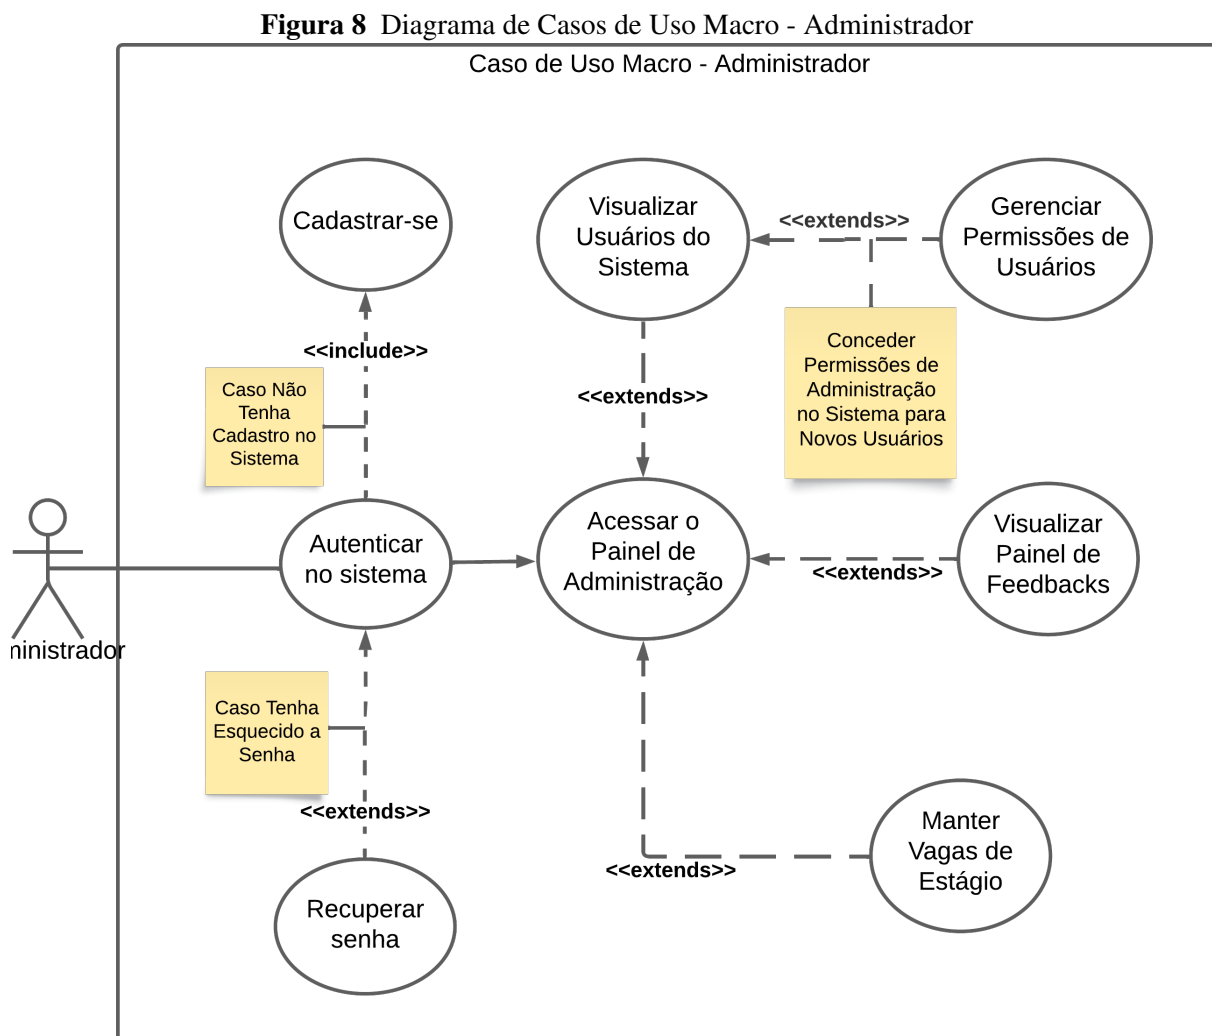 Figura 8 Diagrama de Casos de Uso Macro - Administrador
Caso de Uso Macro - Administrador
Cadastrar-se
Visualizar
Usuários do
Sistema
<<extends>>
Gerenciar
Permissões de
Usuários
<<include>>
Caso Não
Tenha
Cadastro no
Sistema
<<extends>>
Conceder
Permissões de
Administração
no Sistema para
Novos Usuários
Autenticar
no sistema
Acessar o
Painel de
Administração
<<extends>>
Visualizar
Painel de
Feedbacks
ministrador
Caso Tenha
Esquecido a
Senha
<<extends>>
Recuperar
senha
<<extends>>
Manter
Vagas de
Estágio